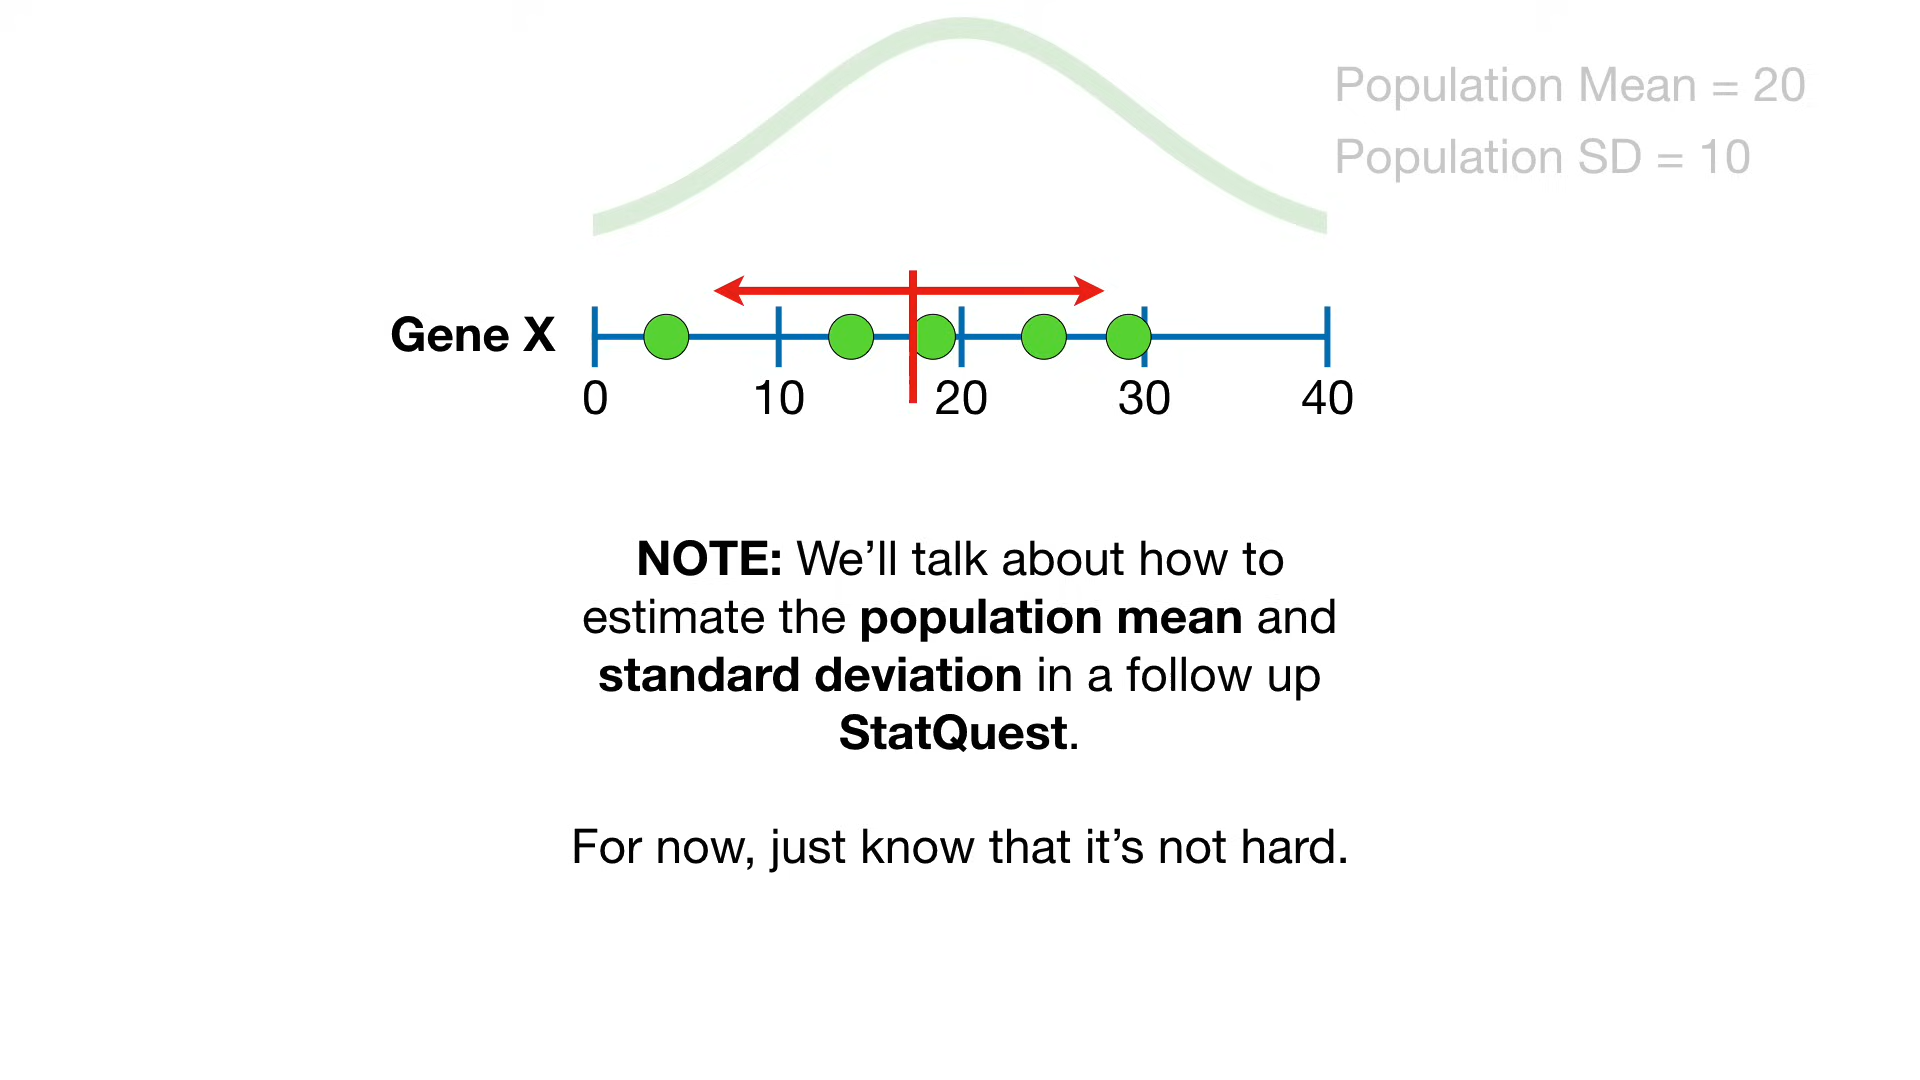 Population Mean = 20
Population SD = 10
Gene X
0 10 20 30 40
NOTE: We’ll talk about how to
estimate the population mean and
standard deviation in a follow up
StatQuest.
For now, just know that it’s not hard.